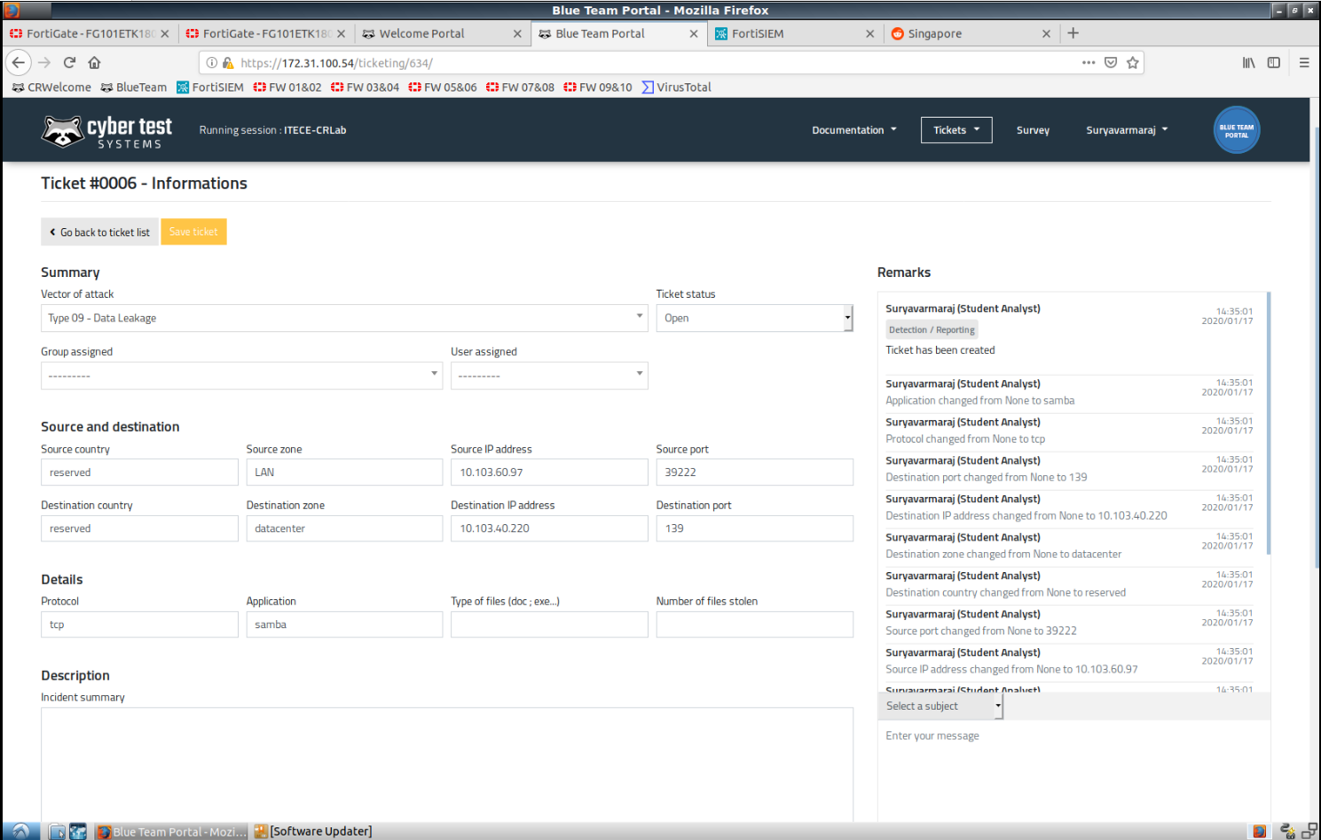 Blue Team Portal - Mozilla Firefox
FortiGate - FG101ETK180 FortiGate - FG101ETK180 Welcome Portal Blue Team Portal FortiSIEM Singapore
https://172.31.100.54/ticketing/634/
CRWelcome BlueTeam FortiSIEM FW 01&02 FW 03&04 FW 05&06 FW 07&08 FW 09&10 VirusTotal
cyber test
SYSTEMS
Running session : ITECE-CRLab
Documentation Tickets Survey Suryavarmaraj
BLUE TEAM
PORTAL
Ticket #0006 - Informations
Go back to ticket list Save ticket
Summary
Vector of attack Ticket status
Type 09 - Data Leakage Open
Group assigned User assigned
--------- ---------
Source and destination
Source country Source zone Source IP address Source port
reserved LAN 10.103.60.97 39222
Destination country Destination zone Destination IP address Destination port
reserved datacenter 10.103.40.220 139
Details
Protocol Application Type of files (doc ; exe...) Number of files stolen
tcp samba
Description
Incident summary
Remarks
Suryavarmaraj (Student Analyst) 14:35:01
2020/01/17
Detection / Reporting
Ticket has been created
Suryavarmaraj (Student Analyst) 14:35:01
Application changed from None to samba 2020/01/17
Suryavarmaraj (Student Analyst) 14:35:01
Protocol changed from None to tcp 2020/01/17
Suryavarmaraj (Student Analyst) 14:35:01
Destination port changed from None to 139 2020/01/17
Suryavarmaraj (Student Analyst) 14:35:01
Destination IP address changed from None to 10.103.40.220 2020/01/17
Suryavarmaraj (Student Analyst) 14:35:01
Destination zone changed from None to datacenter 2020/01/17
Suryavarmaraj (Student Analyst) 14:35:01
Destination country changed from None to reserved 2020/01/17
Suryavarmaraj (Student Analyst) 14:35:01
Source port changed from None to 39222 2020/01/17
Suryavarmaraj (Student Analyst) 14:35:01
Source IP address changed from None to 10.103.60.97 2020/01/17
Suryavarmaraj (Student Analyst) 14:35:01
Select a subject
Enter your message
Blue Team Portal - Mozi... [Software Updater]